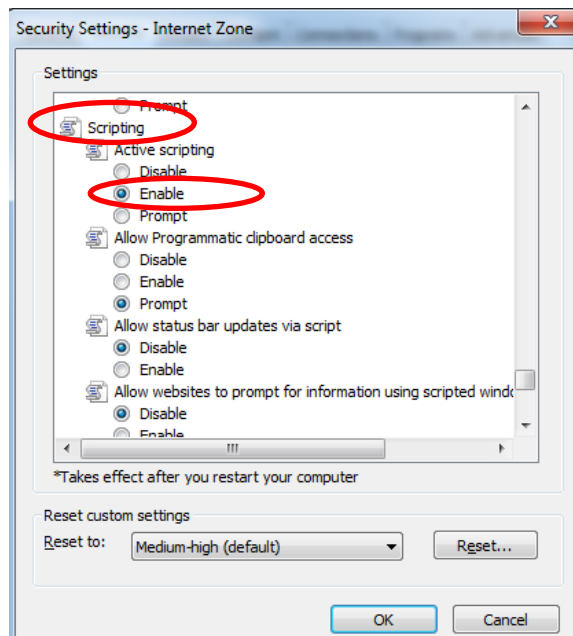 Security Settings - Internet Zone
Settings
Prompt
Scripting
Active scripting
Disable
Enable
Prompt
Allow Programmatic clipboard access
Disable
Enable
Prompt
Allow status bar updates via script
Disable
Enable
Allow websites to prompt for information using scripted
Disable
Enable
*Takes effect after you restart your computer
Reset custom settings
Reset to:
Medium-high (default)
Reset...
OK
Cancel